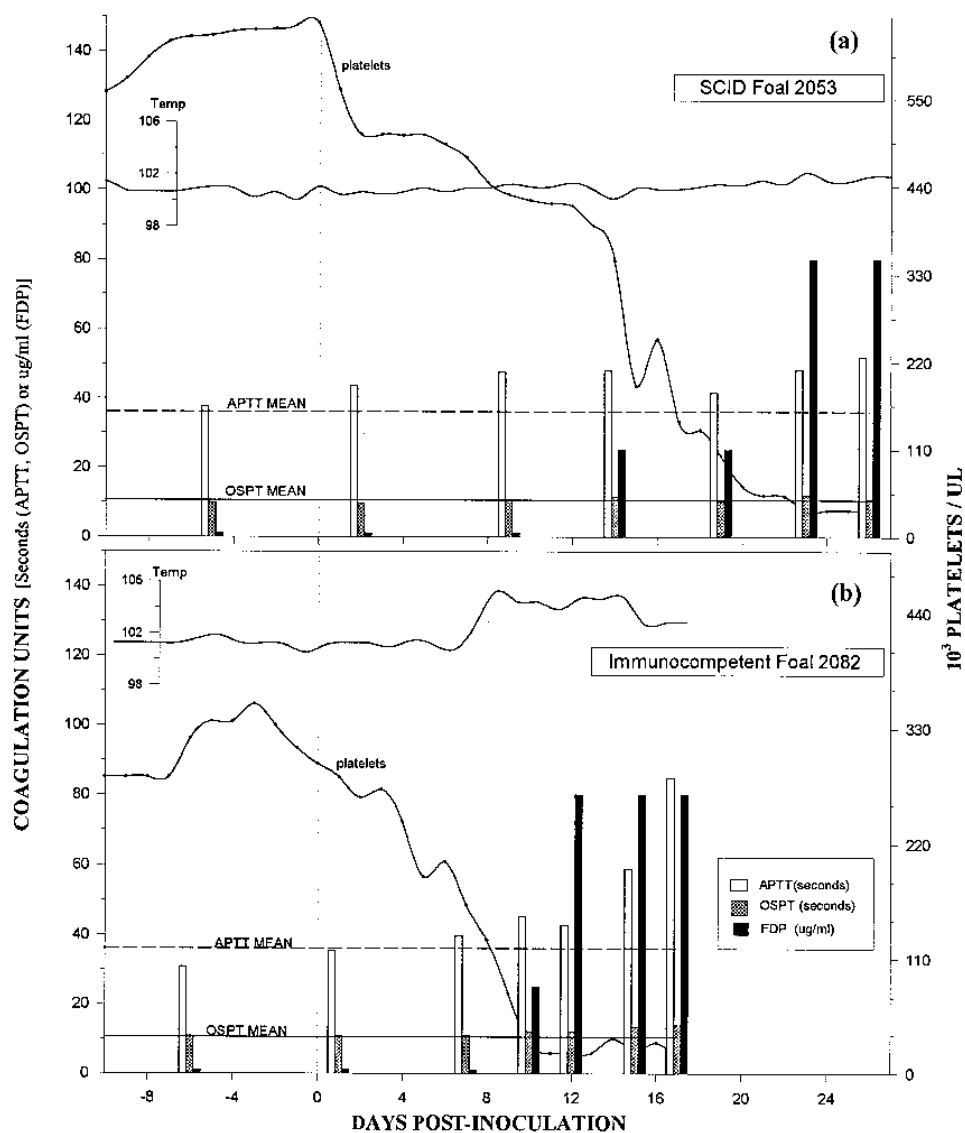 COAGULATION UNITS [Seconds (APTT, OSPT) or ug/ml (FDP)]
10³ PLATELETS / UL
(a)
SCID Foal 2053
platelets
Temp
106
102
98
140
120
100
80
60
40
20
0
550
440
330
220
110
0
APTT MEAN
OSPT MEAN
(b)
Immunocompetent Foal 2082
Temp
106
102
98
platelets
140
120
100
80
60
40
20
0
440
330
220
110
0
APTT MEAN
OSPT MEAN
APTT(seconds)
OSPT (seconds)
FDP (ug/ml)
-8 -4 0 4 8 12 16 20 24
DAYS POST-INOCULATION